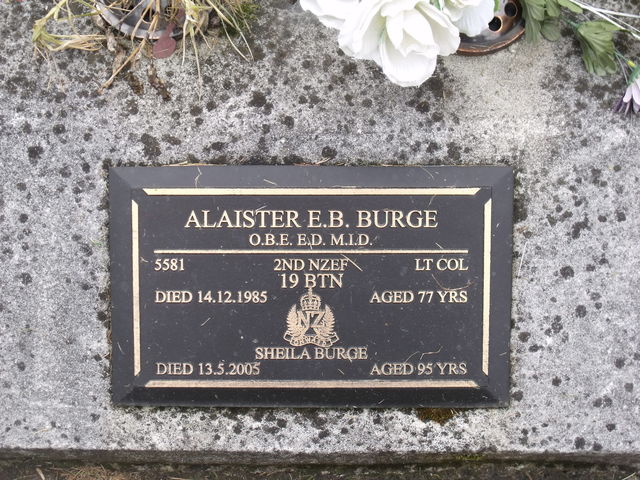 ALAISTER E.B. BURGE
O.B.E. E.D. M.I.D.
5581 2ND NZEF LT COL
19 BTN
DIED 14.12.1985 AGED 77 YRS
NZ
ONWARD
SHEILA BURGE
DIED 13.5.2005 AGED 95 YRS